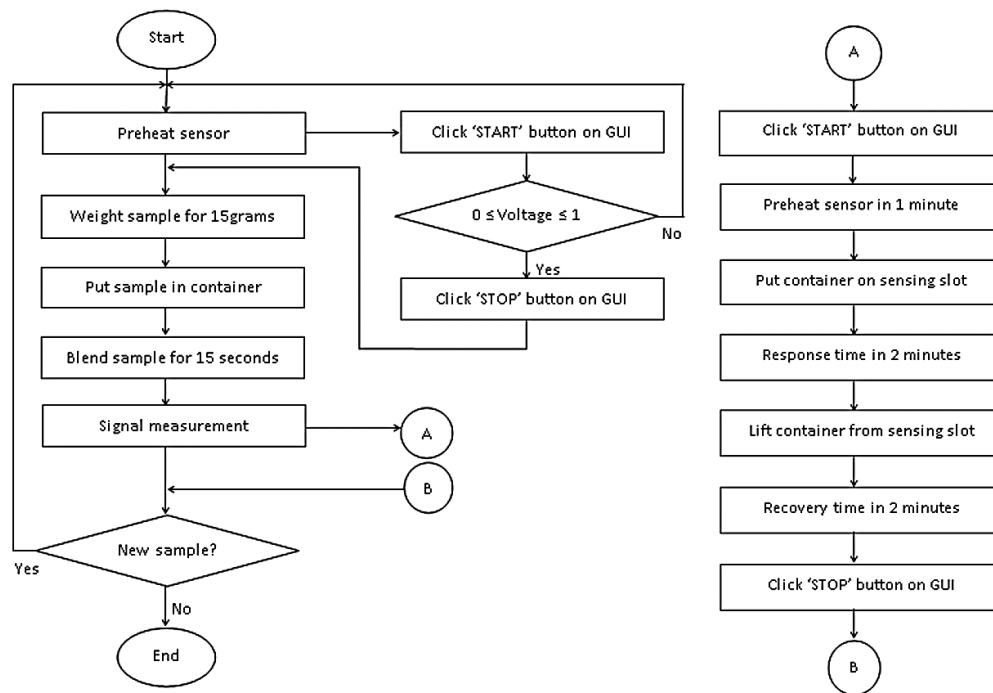 Start
Preheat sensor
Weight sample for 15grams
Put sample in container
Blend sample for 15 seconds
Signal measurement
New sample?
Yes
No
End
Click ‘START’ button on GUI
0 ≤ Voltage ≤ 1
No
Yes
Click ‘STOP’ button on GUI
A
B
A
Click ‘START’ button on GUI
Preheat sensor in 1 minute
Put container on sensing slot
Response time in 2 minutes
Lift container from sensing slot
Recovery time in 2 minutes
Click ‘STOP’ button on GUI
B